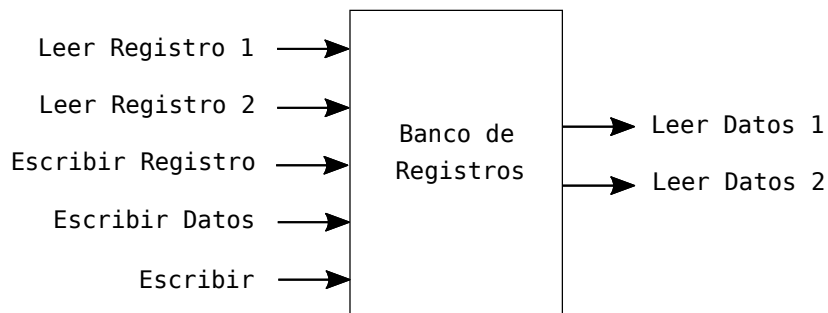 Leer Registro 1
Leer Registro 2
Escribir Registro
Escribir Datos
Escribir
Banco de
Registros
Leer Datos 1
Leer Datos 2